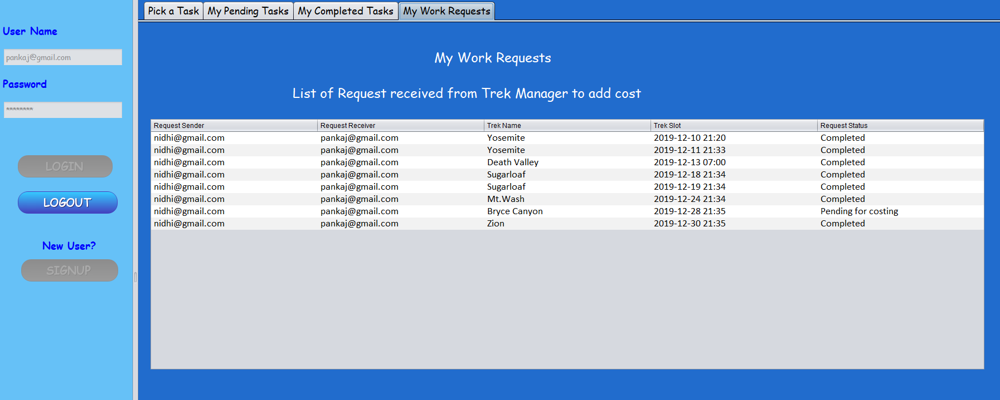 User Name
pankaj@gmail.com
Password
********
LOGIN
LOGOUT
New User?
SIGNUP
Pick a Task My Pending Tasks My Completed Tasks My Work Requests
My Work Requests
List of Request received from Trek Manager to add cost
Request Sender Request Receiver Trek Name Trek Slot Request Status
nidhi@gmail.com pankaj@gmail.com Yosemite 2019-12-10 21:20 Completed
nidhi@gmail.com pankaj@gmail.com Yosemite 2019-12-11 21:33 Completed
nidhi@gmail.com pankaj@gmail.com Death Valley 2019-12-13 07:00 Completed
nidhi@gmail.com pankaj@gmail.com Sugarloaf 2019-12-18 21:34 Completed
nidhi@gmail.com pankaj@gmail.com Sugarloaf 2019-12-19 21:34 Completed
nidhi@gmail.com pankaj@gmail.com Mt.Wash 2019-12-24 21:34 Completed
nidhi@gmail.com pankaj@gmail.com Bryce Canyon 2019-12-28 21:35 Pending for costing
nidhi@gmail.com pankaj@gmail.com Zion 2019-12-30 21:35 Completed